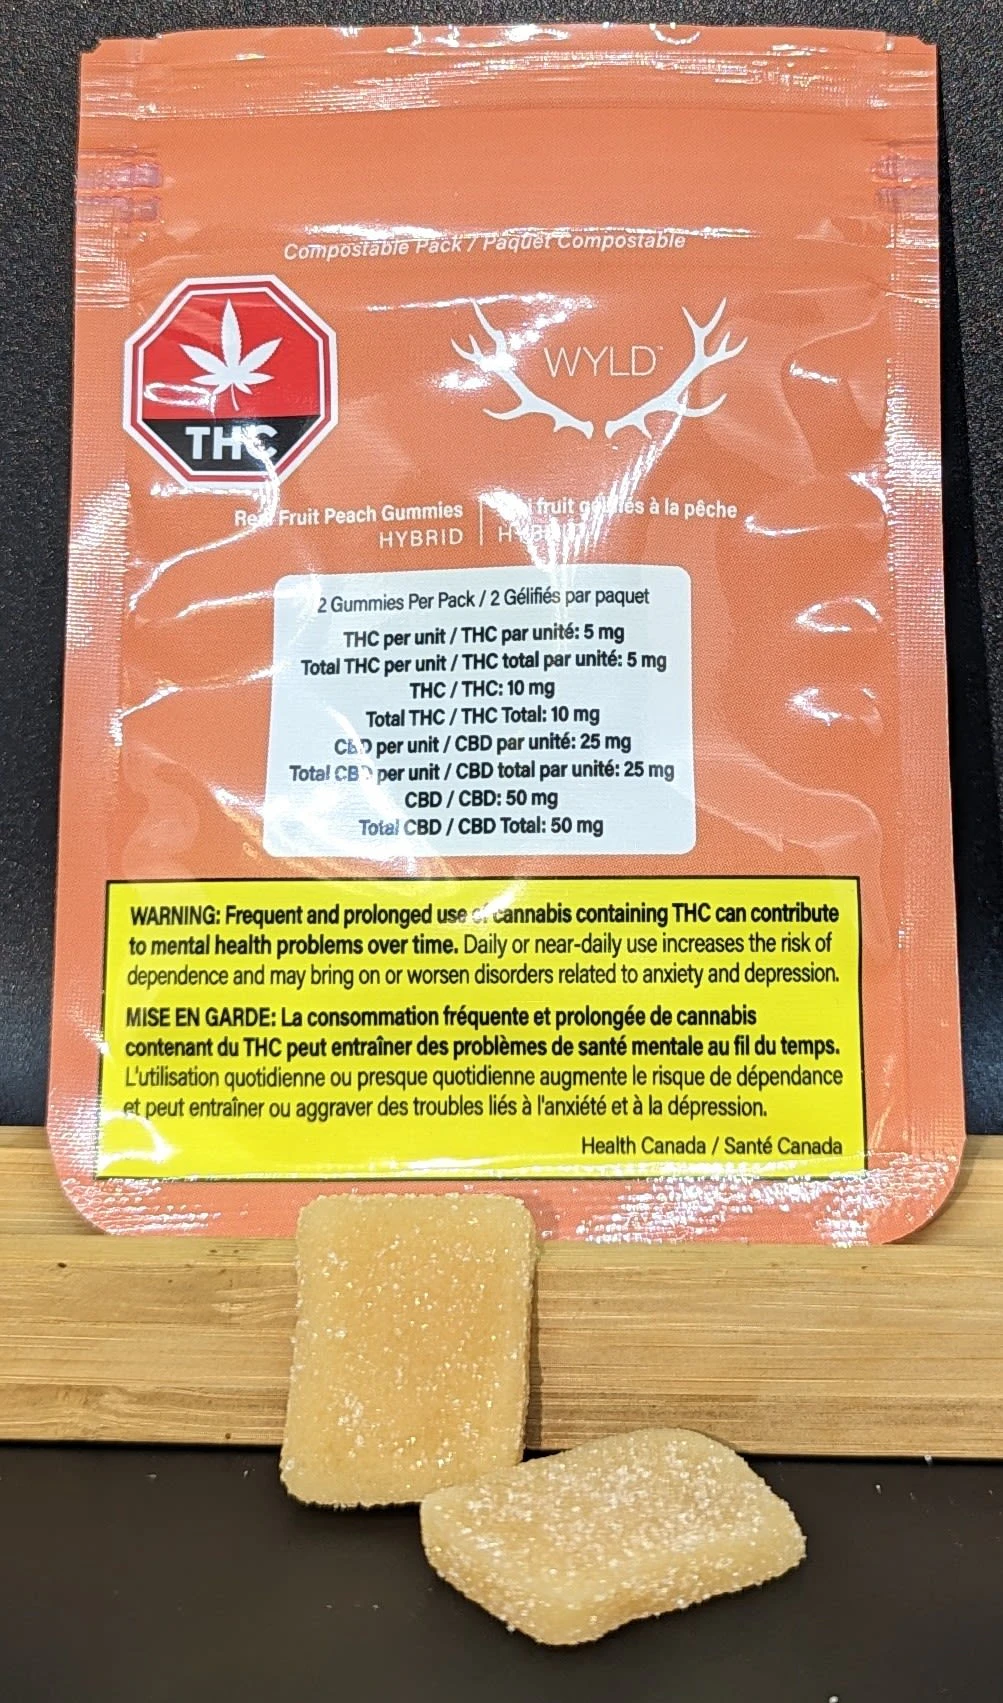 Compostable Pack / Paquet Compostable
THC
WYLD™
Real Fruit Peach Gummies
HYBRID
fruit gélifiés à la pêche
HYBRID
2 Gummies Per Pack / 2 Gélifiés par paquet
THC per unit / THC par unité: 5 mg
Total THC per unit / THC total par unité: 5 mg
THC / THC: 10 mg
Total THC / THC Total: 10 mg
CBD per unit / CBD par unité: 25 mg
Total CBD per unit / CBD total par unité: 25 mg
CBD / CBD: 50 mg
Total CBD / CBD Total: 50 mg
WARNING: Frequent and prolonged use of cannabis containing THC can contribute
to mental health problems over time. Daily or near-daily use increases the risk of
dependence and may bring on or worsen disorders related to anxiety and depression.
MISE EN GARDE: La consommation fréquente et prolongée de cannabis
contenant du THC peut entraîner des problèmes de santé mentale au fil du temps.
L'utilisation quotidienne ou presque quotidienne augmente le risque de dépendance
et peut entraîner ou aggraver des troubles liés à l'anxiété et à la dépression.
Health Canada / Santé Canada